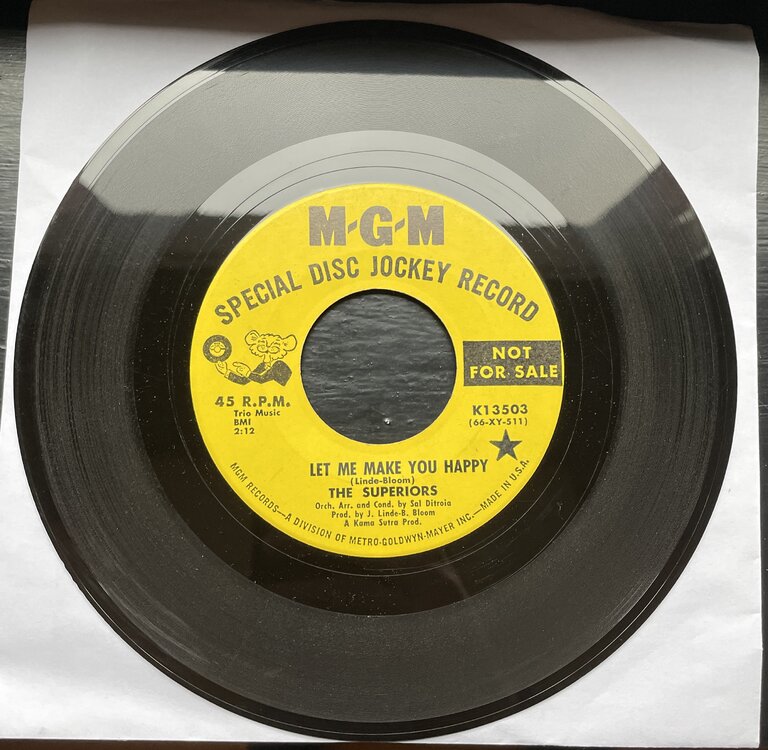 M-G-M
SPECIAL DISC JOCKEY RECORD
NOT
FOR SALE
45 R.P.M.
Trio Music
BMI
2:12
K13503
(66-XY-511)
LET ME MAKE YOU HAPPY
(Linde-Bloom)
THE SUPERIORS
Orch. Arr. and Cond. by Sal Ditroia
Prod. by J. Linde-B. Bloom
A Kama Sutra Prod.
MGM RECORDS—A DIVISION OF METRO-GOLDWYN-MAYER INC.—MADE IN U.S.A.